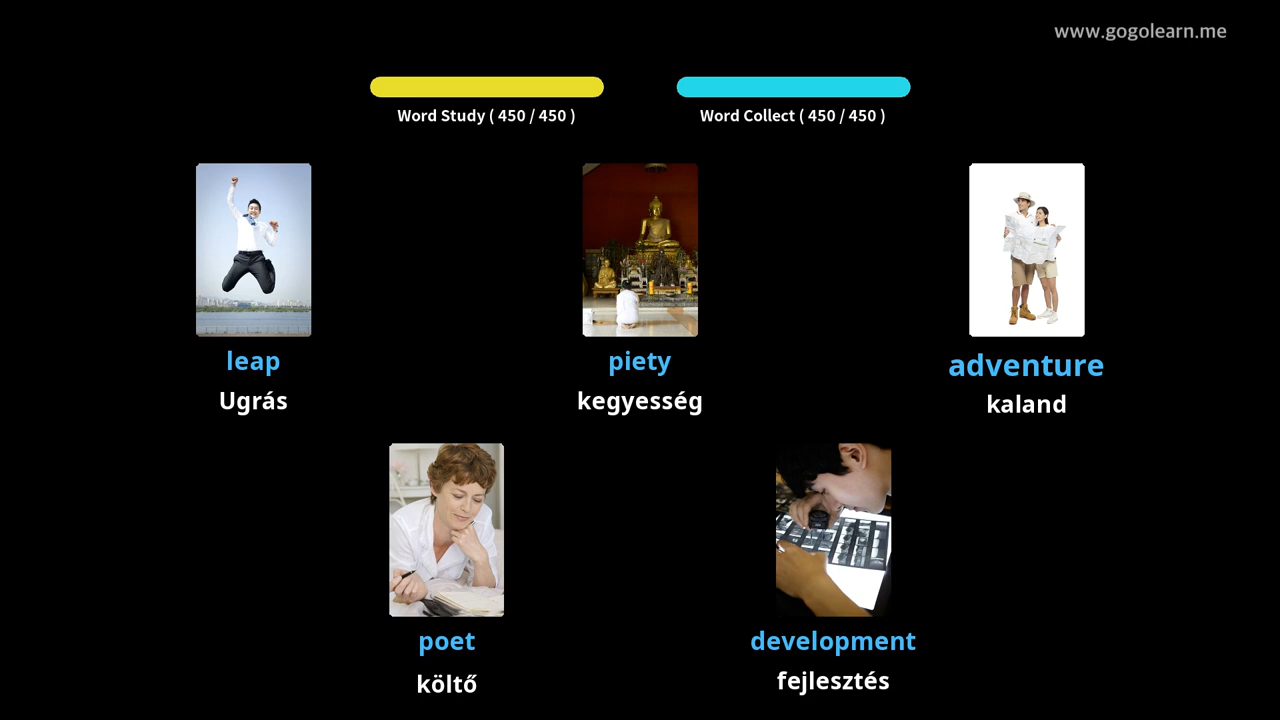 www.gogolearn.me
Word Study ( 450 / 450 )
Word Collect ( 450 / 450 )
leap
Ugrás
piety
kegyesség
adventure
kaland
poet
költő
development
fejlesztés